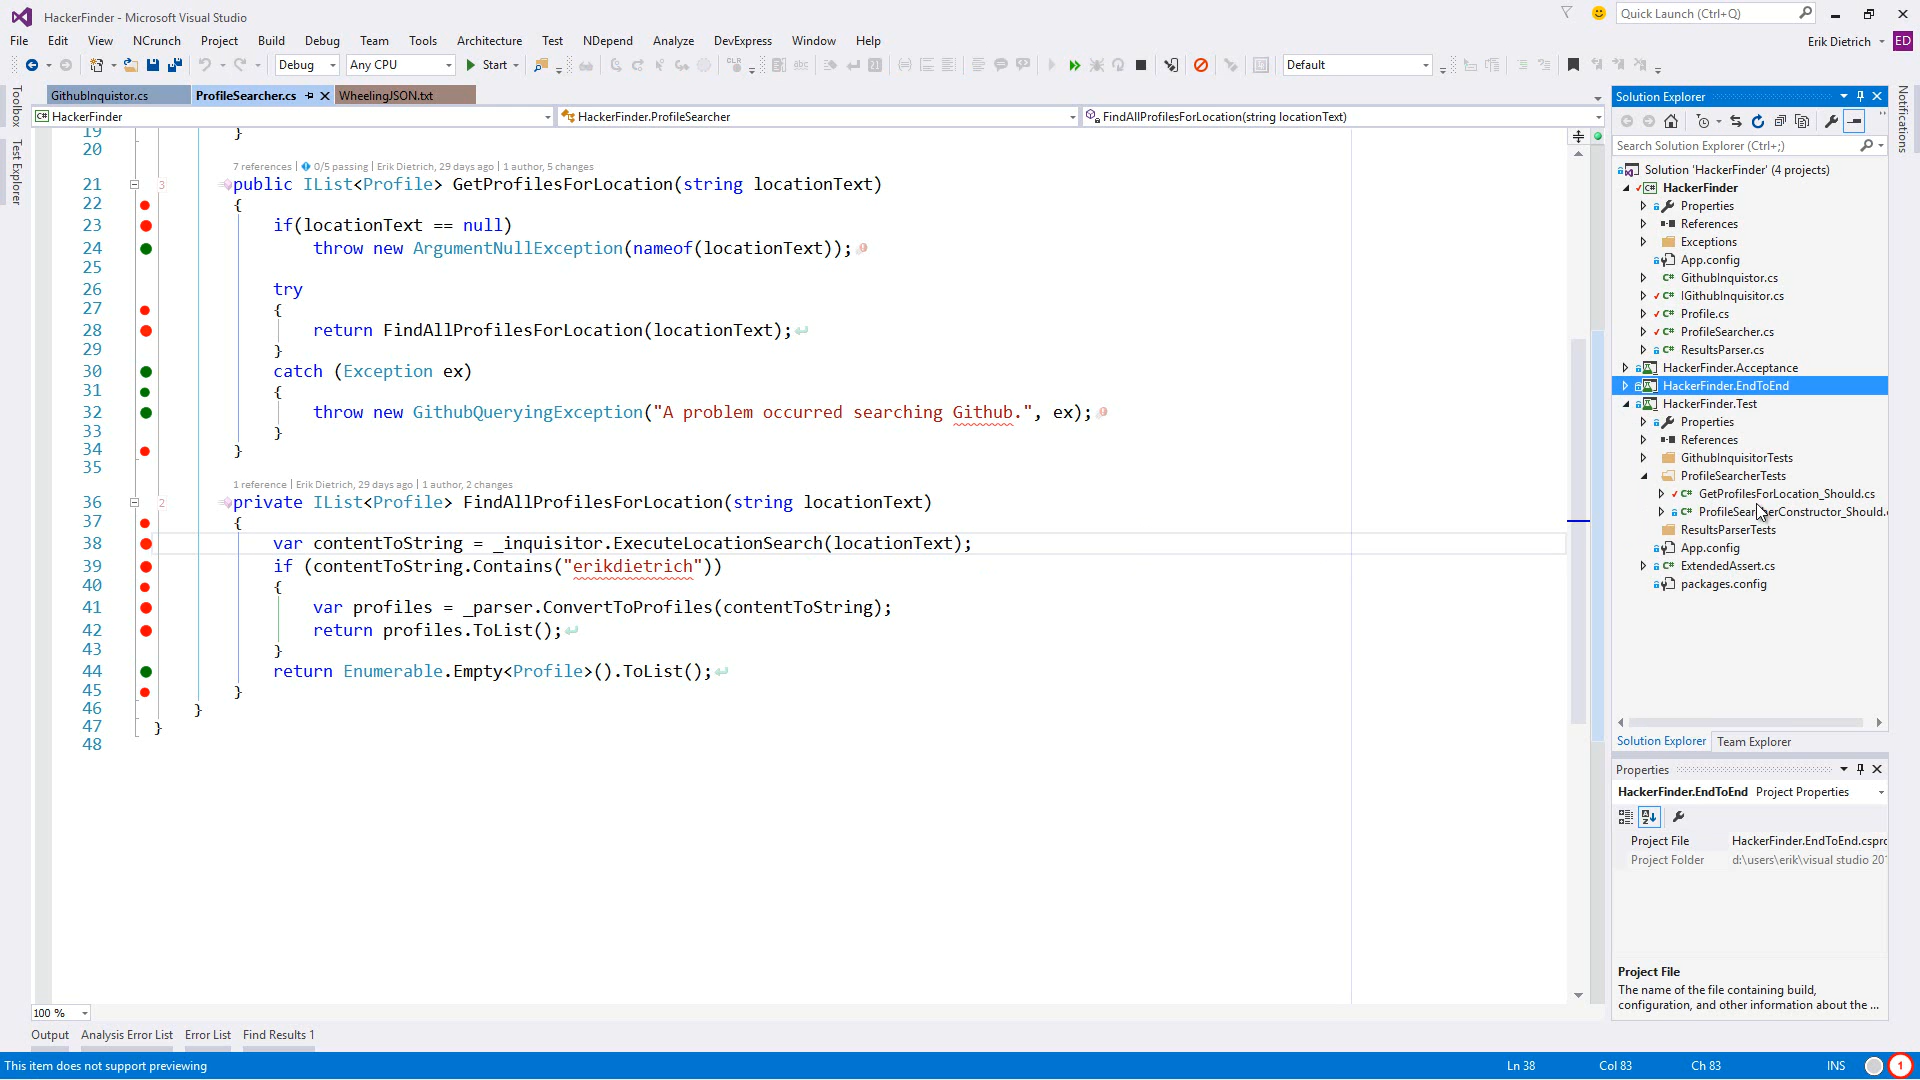 HackerFinder - Microsoft Visual Studio
Quick Launch (Ctrl+Q)
File Edit View NCrunch Project Build Debug Team Tools Architecture Test NDepend Analyze DevExpress Window Help
Erik Dietrich ED
Debug Any CPU Start Default
Toolbox
Test Explorer
GithubInquistor.cs ProfileSearcher.cs WheelingJSON.txt
HackerFinder HackerFinder.ProfileSearcher FindAllProfilesForLocation(string locationText)
19 }
20
7 references | 0/5 passing | Erik Dietrich, 29 days ago | 1 author, 5 changes
21 3 public IList<Profile> GetProfilesForLocation(string locationText)
22 {
23 if(locationText == null)
24 throw new ArgumentNullException(nameof(locationText));
25
26 try
27 {
28 return FindAllProfilesForLocation(locationText);
29 }
30 catch (Exception ex)
31 {
32 throw new GithubQueryingException("A problem occurred searching Github.", ex);
33 }
34 }
35
1 reference | Erik Dietrich, 29 days ago | 1 author, 2 changes
36 2 private IList<Profile> FindAllProfilesForLocation(string locationText)
37 {
38 var contentToString = _inquisitor.ExecuteLocationSearch(locationText);
39 if (contentToString.Contains("erikdietrich"))
40 {
41 var profiles = _parser.ConvertToProfiles(contentToString);
42 return profiles.ToList();
43 }
44 return Enumerable.Empty<Profile>().ToList();
45 }
46 }
47 }
48
100 %
Output Analysis Error List Error List Find Results 1
This item does not support previewing
Ln 38 Col 83 Ch 83 INS 1
Solution Explorer
Search Solution Explorer (Ctrl+;)
Solution 'HackerFinder' (4 projects)
HackerFinder
Properties
References
Exceptions
App.config
GithubInquistor.cs
IGithubInquisitor.cs
Profile.cs
ProfileSearcher.cs
ResultsParser.cs
HackerFinder.Acceptance
HackerFinder.EndToEnd
HackerFinder.Test
Properties
References
GithubInquisitorTests
ProfileSearcherTests
GetProfilesForLocation_Should.cs
ProfileSearcherConstructor_Should.
ResultsParserTests
App.config
ExtendedAssert.cs
packages.config
Solution Explorer Team Explorer
Properties
HackerFinder.EndToEnd Project Properties
Project File HackerFinder.EndToEnd.cspro
Project Folder d:\users\erik\visual studio 201
Project File
The name of the file containing build,
configuration, and other information about the ...
Notifications